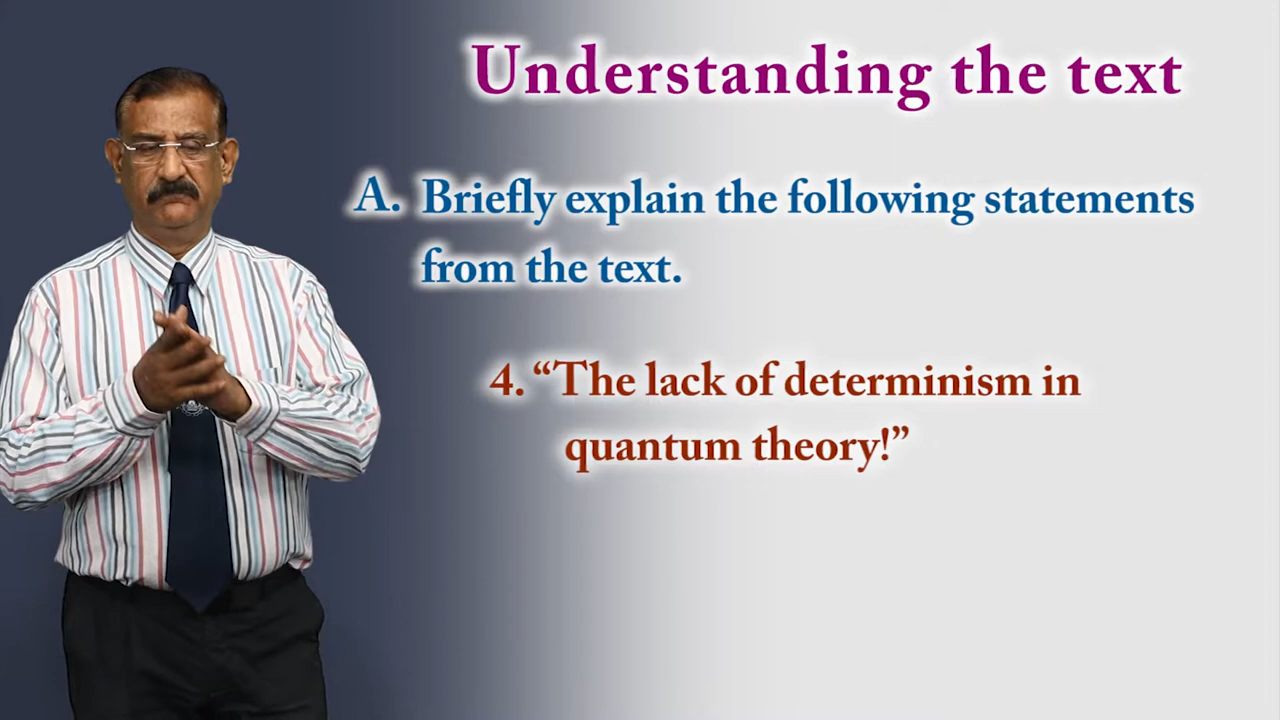 Understanding the text
A. Briefly explain the following statements
from the text.
4. “The lack of determinism in
quantum theory!”